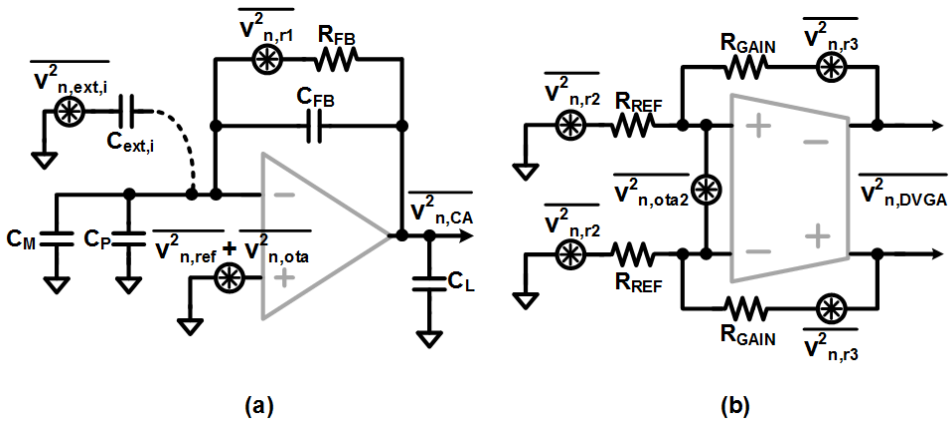 V²n,r1
RFB
V²n,ext,i
Cext,i
CFB
−
V²n,CA
CM
CP
V²n,ref + V²n,ota
+
CL
(a)
RGAIN
V²n,r3
V²n,r2
RREF
+
−
V²n,ota2
V²n,DVGA
V²n,r2
−
+
RREF
RGAIN
V²n,r3
(b)